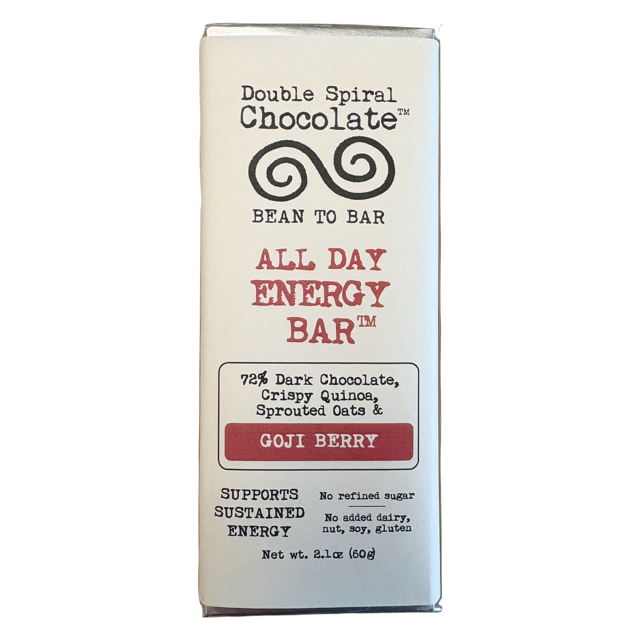 Double Spiral
Chocolate™
BEAN TO BAR
ALL DAY
ENERGY
BAR™
72% Dark Chocolate,
Crispy Quinoa,
Sprouted Oats &
GOJI BERRY
SUPPORTS
SUSTAINED
ENERGY
No refined sugar
No added dairy,
nut, soy, gluten
Net wt. 2.1oz (60g)